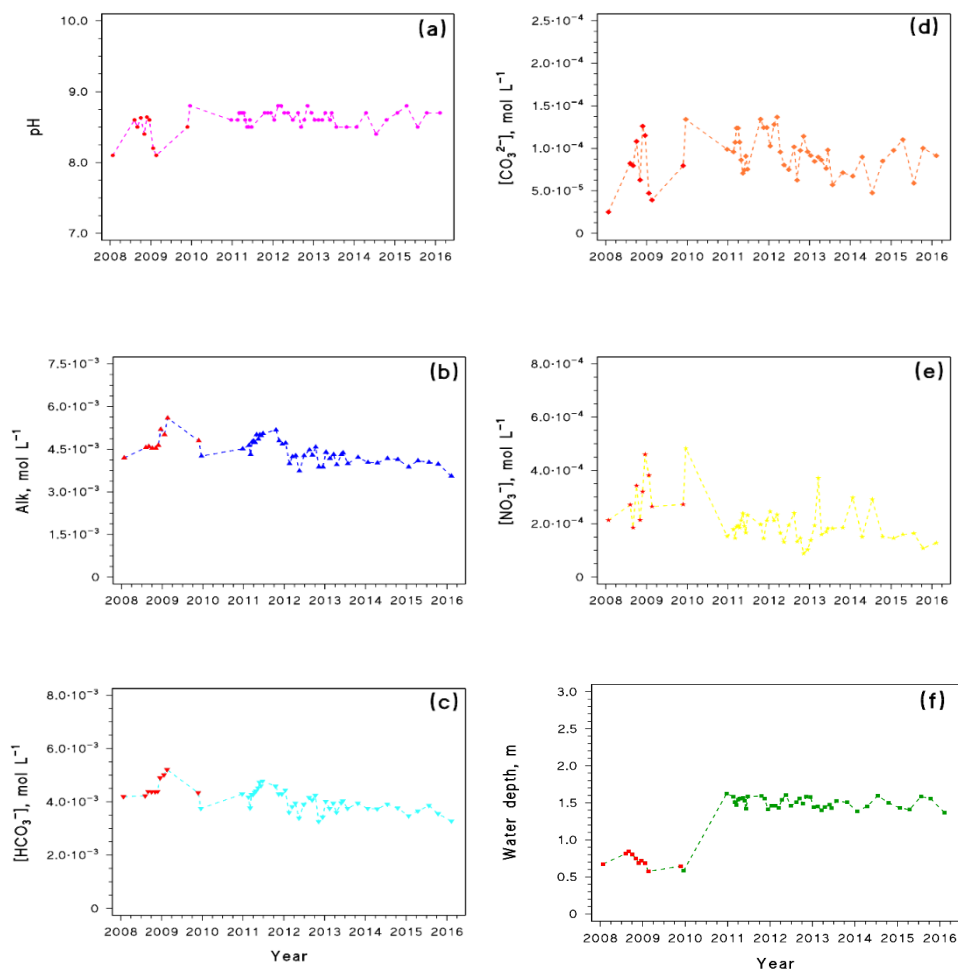 (a)
pH
10.0
9.0
8.0
7.0
2008 2009 2010 2011 2012 2013 2014 2015 2016
(d)
[CO₃²⁻], mol L⁻¹
2.5·10⁻⁴
2.0·10⁻⁴
1.5·10⁻⁴
1.0·10⁻⁴
5.0·10⁻⁵
0
2008 2009 2010 2011 2012 2013 2014 2015 2016
(b)
Alk, mol L⁻¹
7.5·10⁻³
6.0·10⁻³
4.5·10⁻³
3.0·10⁻³
1.5·10⁻³
0
2008 2009 2010 2011 2012 2013 2014 2015 2016
(e)
[NO₃⁻], mol L⁻¹
8.0·10⁻⁴
6.0·10⁻⁴
4.0·10⁻⁴
2.0·10⁻⁴
0
2008 2009 2010 2011 2012 2013 2014 2015 2016
(c)
[HCO₃⁻], mol L⁻¹
8.0·10⁻³
6.0·10⁻³
4.0·10⁻³
2.0·10⁻³
0
2008 2009 2010 2011 2012 2013 2014 2015 2016
Year
(f)
Water depth, m
3.0
2.5
2.0
1.5
1.0
0.5
0
2008 2009 2010 2011 2012 2013 2014 2015 2016
Year